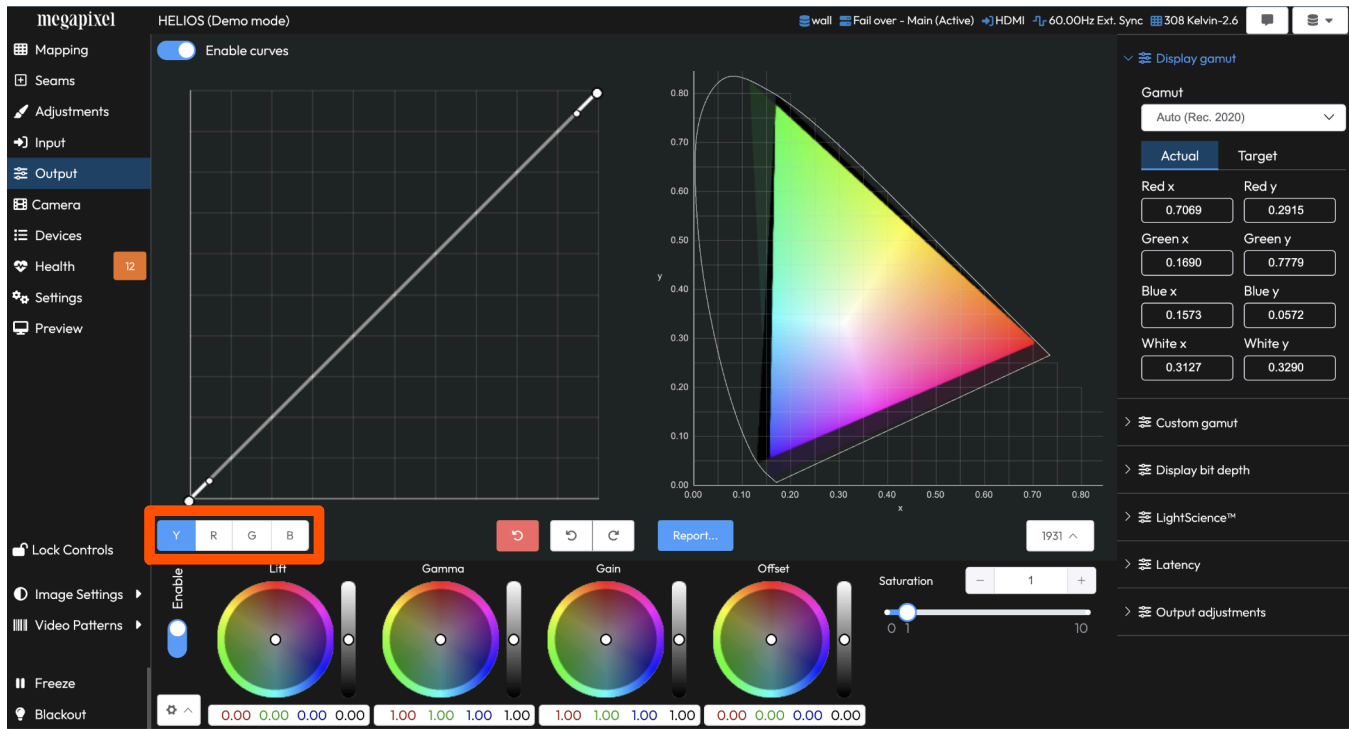 megapixel HELIOS (Demo mode) wall Fail over - Main (Active) HDMI 60.00Hz Ext. Sync 308 Kelvin-2.6
Mapping
Seams
Adjustments
Input
Output
Camera
Devices
Health 12
Settings
Preview
Lock Controls
Image Settings
Video Patterns
Freeze
Blackout
Enable curves
0.80
0.70
0.60
0.50
y
0.40
0.30
0.20
0.10
0.00
0.00 0.10 0.20 0.30 0.40 0.50 0.60 0.70 0.80
x
Y R G B
Report...
1931
Enable
Lift Gamma Gain Offset
0.00 0.00 0.00 0.00 1.00 1.00 1.00 1.00 1.00 1.00 1.00 1.00 0.00 0.00 0.00 0.00
Saturation − 1 +
0 1 10
Display gamut
Gamut
Auto (Rec. 2020)
Actual Target
Red x Red y
0.7069 0.2915
Green x Green y
0.1690 0.7779
Blue x Blue y
0.1573 0.0572
White x White y
0.3127 0.3290
Custom gamut
Display bit depth
LightScience™
Latency
Output adjustments